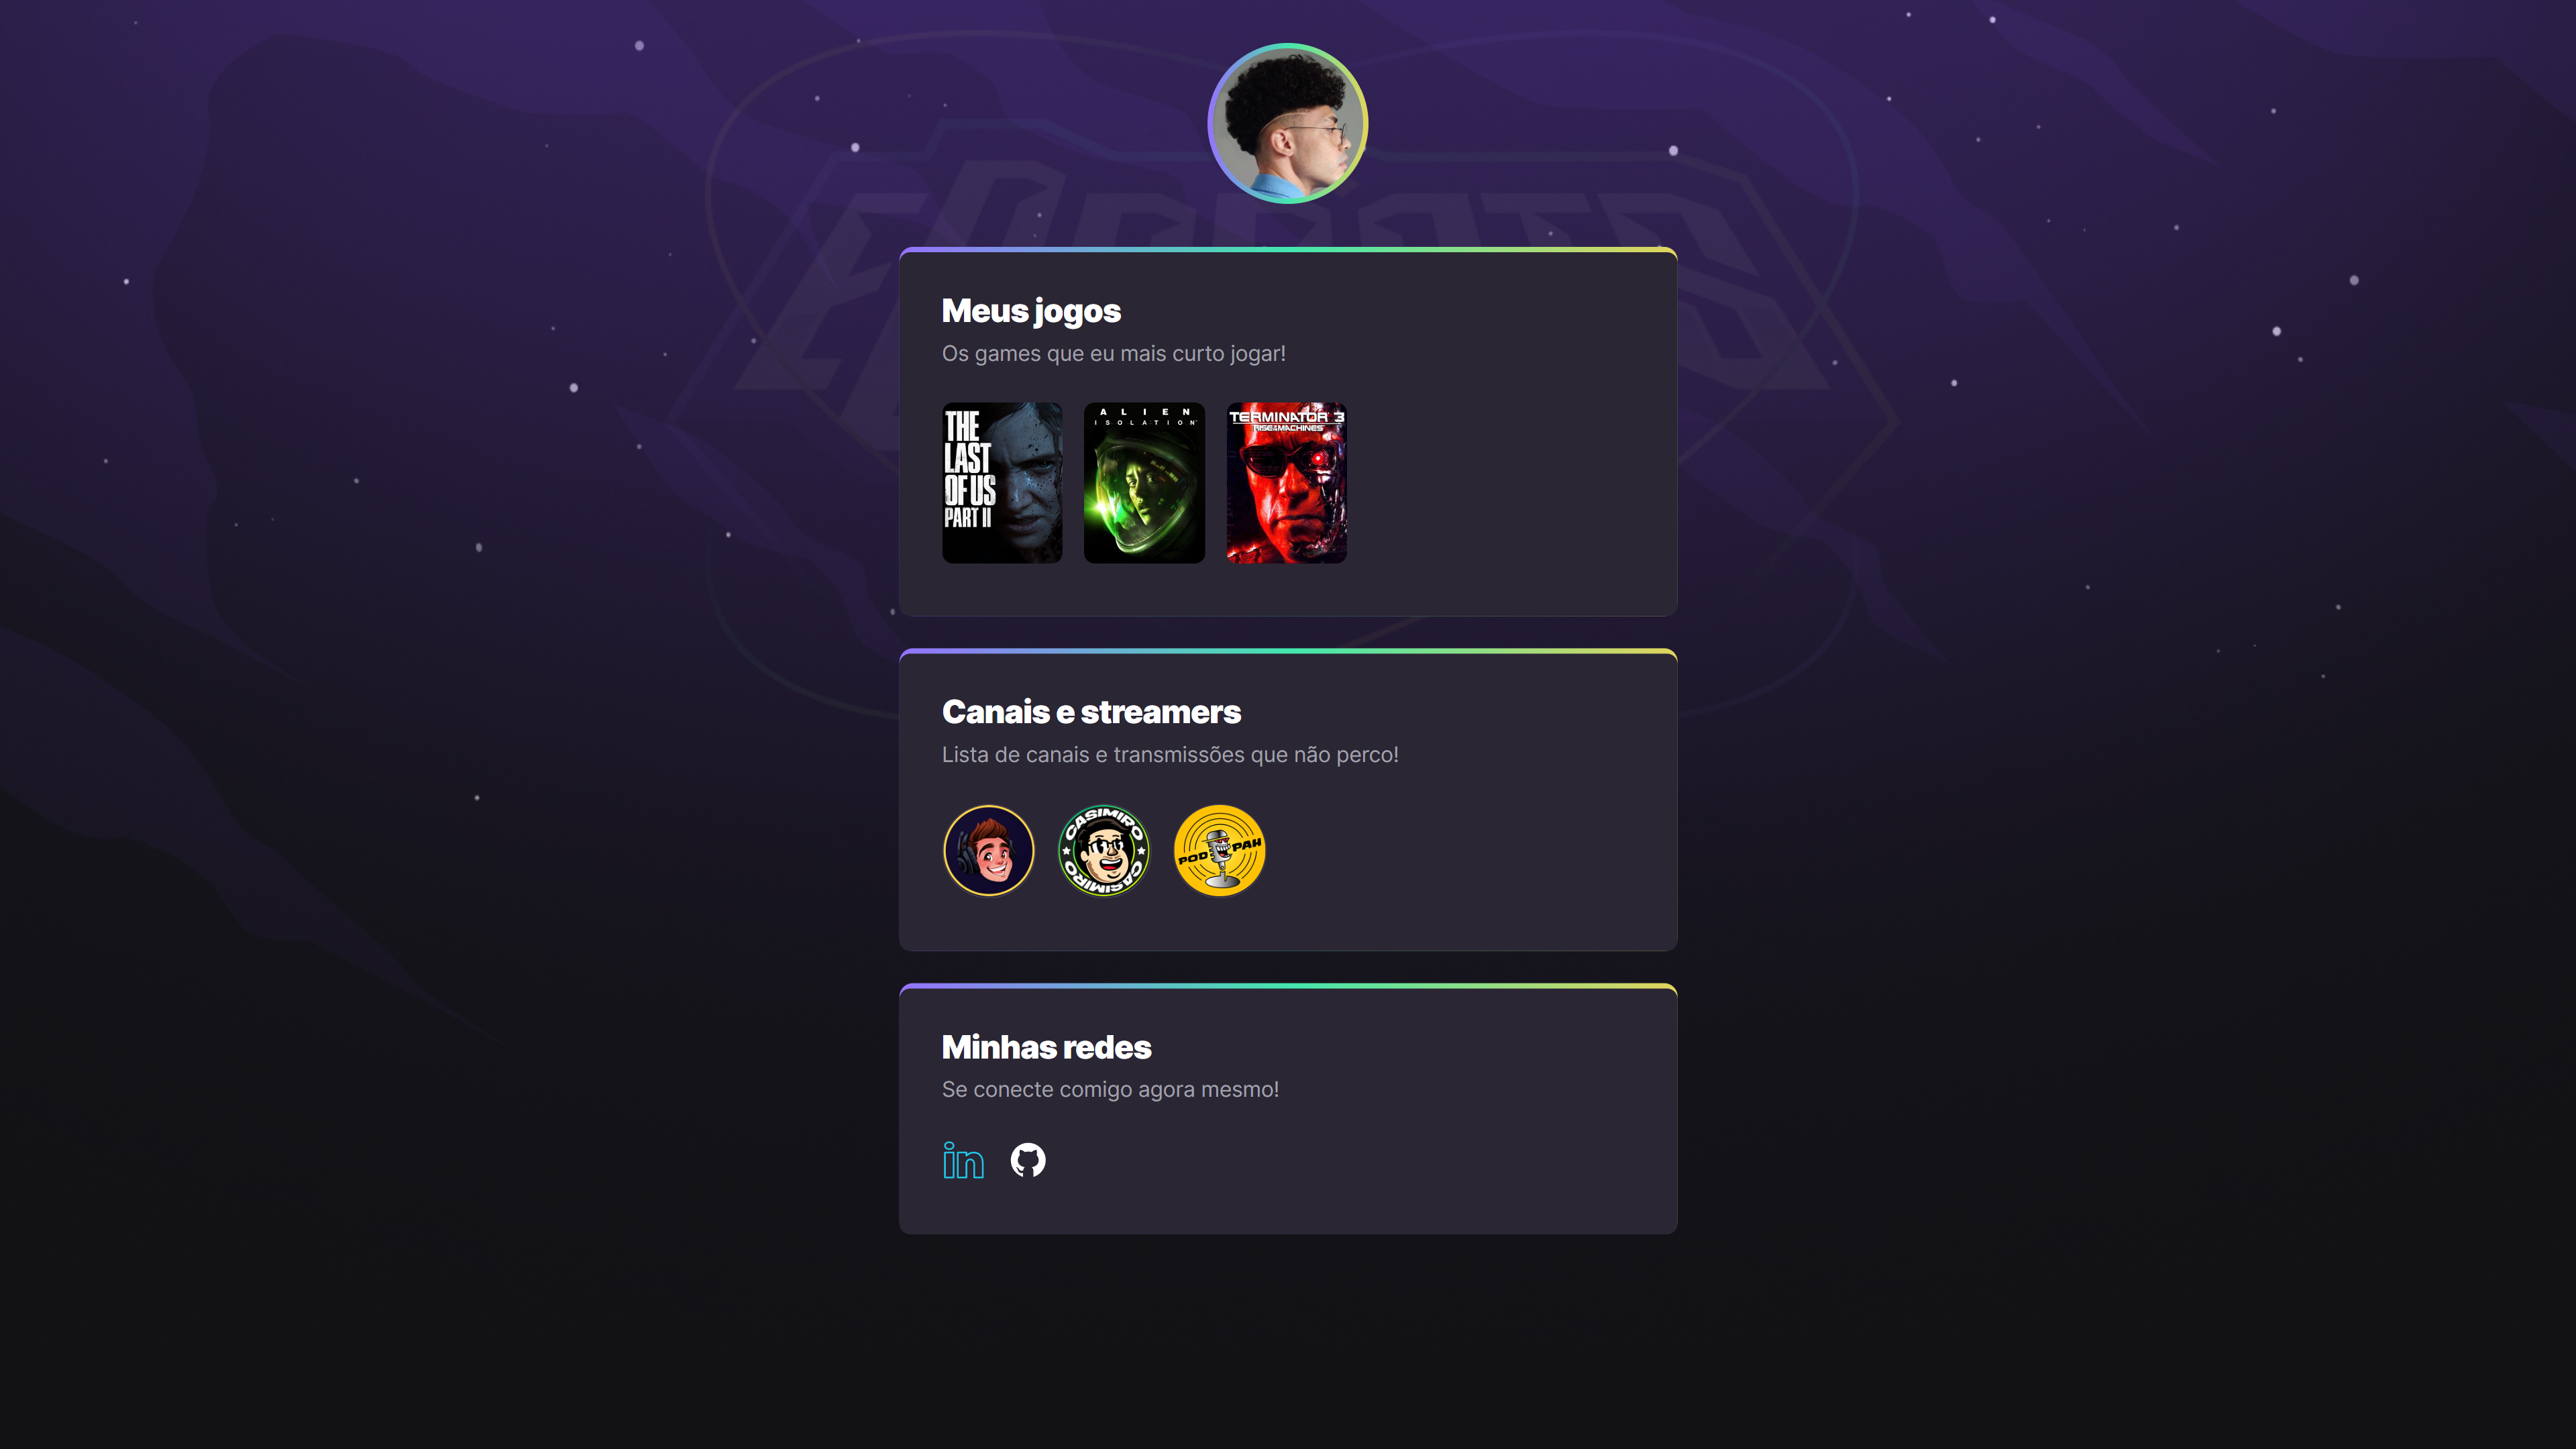 Meus jogos
Os games que eu mais curto jogar!
THE
LAST
OF US
PART II
ALIEN
ISOLATION
TERMINATOR 3
RISE OF THE MACHINES
Canais e streamers
Lista de canais e transmissões que não perco!
CASIMIRO
CASIMIRO
PODPAH
Minhas redes
Se conecte comigo agora mesmo!
in